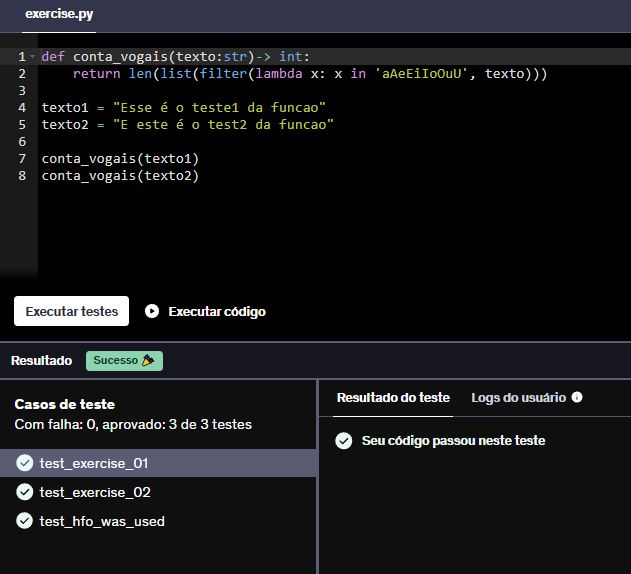 exercise.py
1 def conta_vogais(texto:str)-> int:
2 return len(list(filter(lambda x: x in 'aAeEiIoOuU', texto)))
3
4 texto1 = "Esse é o teste1 da funcao"
5 texto2 = "E este é o test2 da funcao"
6
7 conta_vogais(texto1)
8 conta_vogais(texto2)
Executar testes Executar código
Resultado Sucesso
Casos de teste
Com falha: 0, aprovado: 3 de 3 testes
test_exercise_01
test_exercise_02
test_hfo_was_used
Resultado do teste Logs do usuário
Seu código passou neste teste